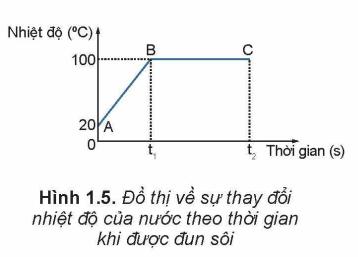 Nhiệt độ (⁰C)
B
C
100
20
A
0
t₁
t₂
Thời gian (s)
Hình 1.5. Đồ thị về sự thay đổi
nhiệt độ của nước theo thời gian
khi được đun sôi